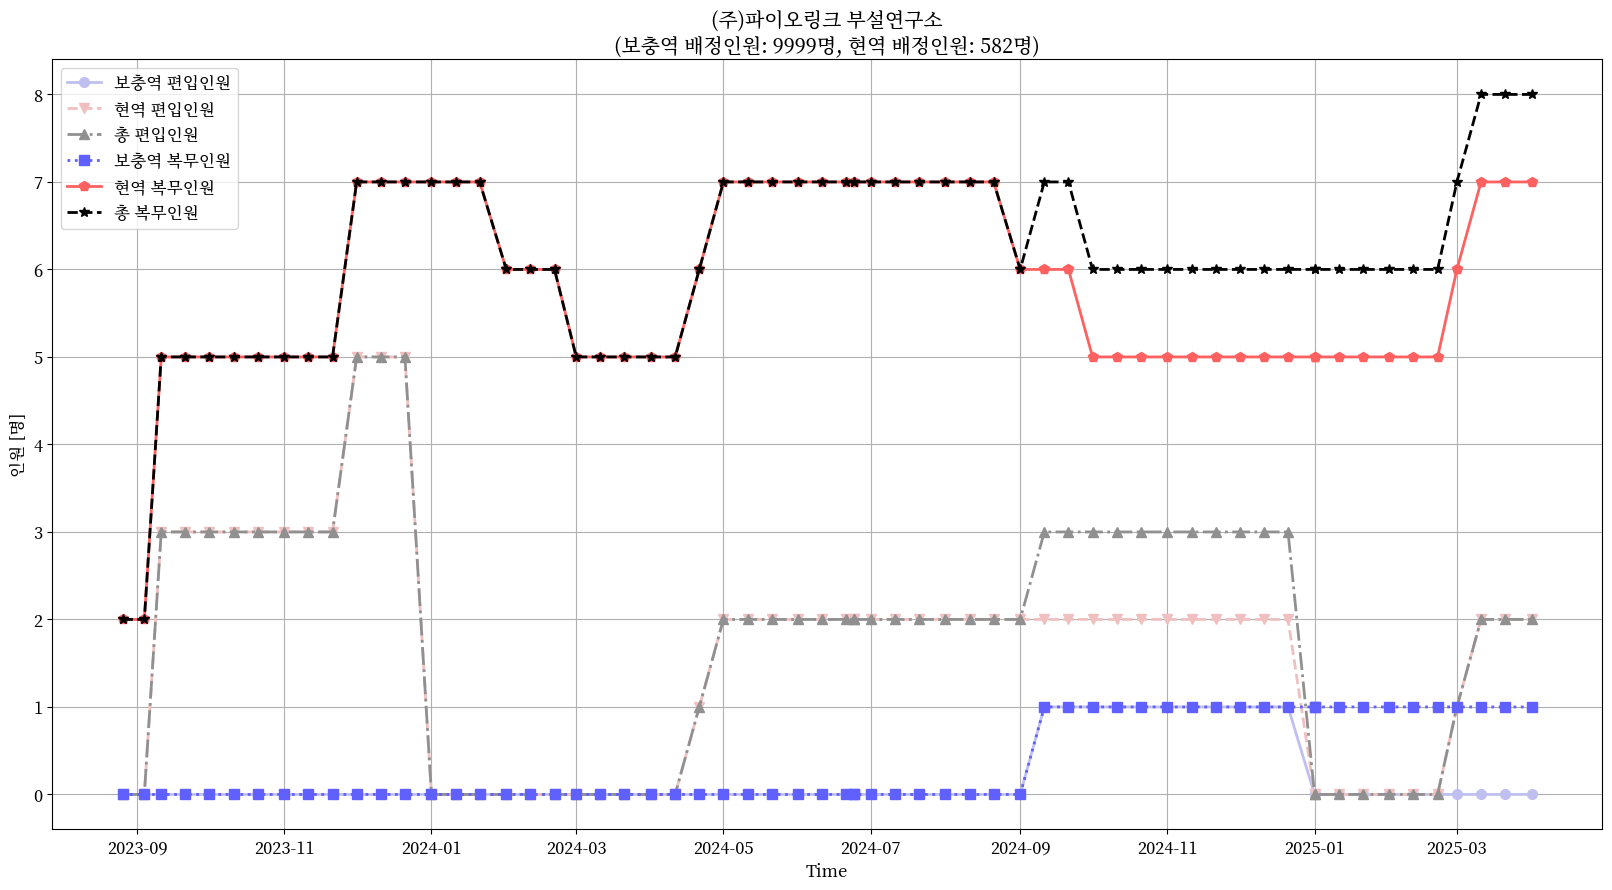 (주)파이오링크 부설연구소
(보충역 배정인원: 9999명, 현역 배정인원: 582명)
보충역 편입인원
현역 편입인원
총 편입인원
보충역 복무인원
현역 복무인원
총 복무인원
인원 [명]
8
7
6
5
4
3
2
1
0
2023-09
2023-11
2024-01
2024-03
2024-05
2024-07
2024-09
2024-11
2025-01
2025-03
Time